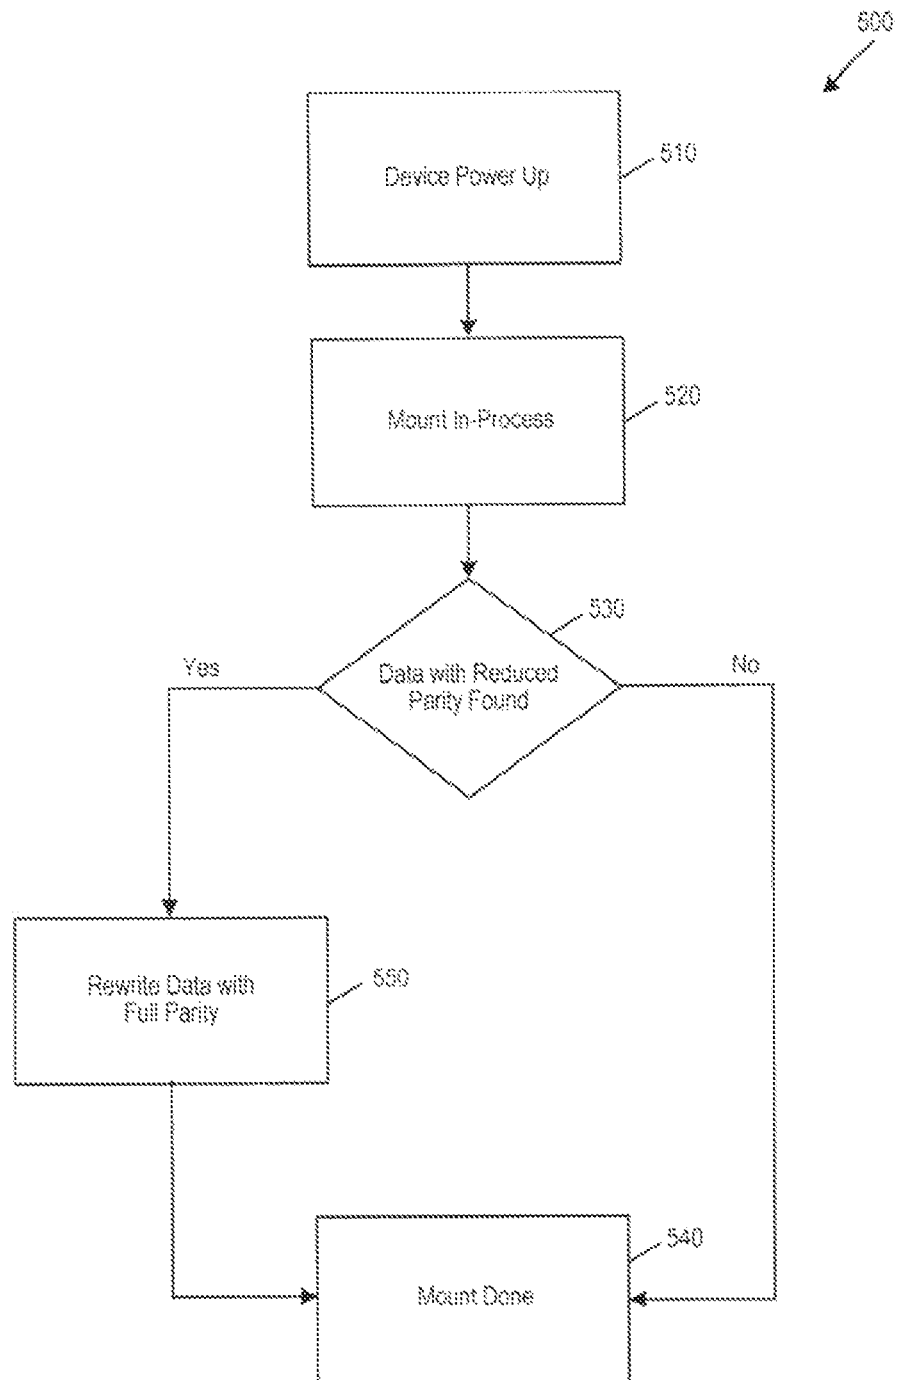 500
Device Power Up
510
Mount In-Process
520
530
Data with Reduced
Parity Found
Yes
No
Rewrite Data with
Full Parity
550
540
Mount Done